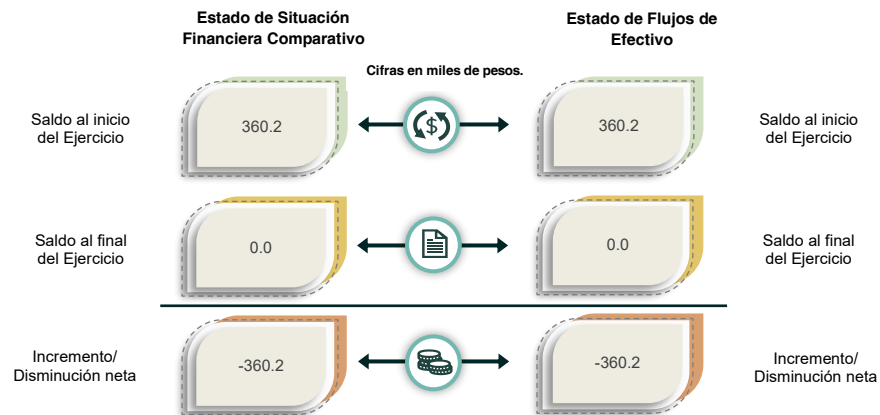 Estado de Situación
Financiera Comparativo
Estado de Flujos de
Efectivo
Cifras en miles de pesos.
Saldo al inicio
del Ejercicio
360.2
$
360.2
Saldo al inicio
del Ejercicio
Saldo al final
del Ejercicio
0.0
0.0
Saldo al final
del Ejercicio
Incremento/
Disminución neta
-360.2
-360.2
Incremento/
Disminución neta